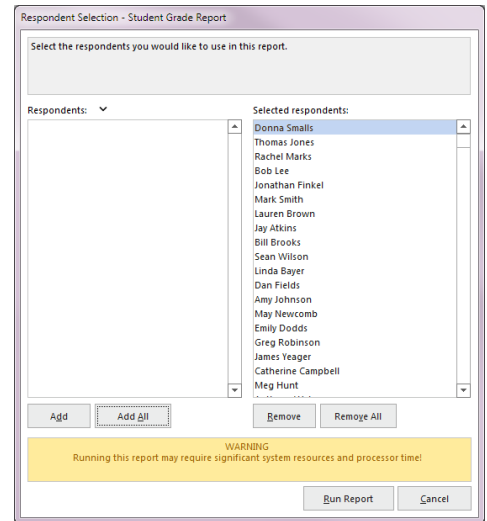 Respondent Selection - Student Grade Report
Select the respondents you would like to use in this report.
Respondents:
Selected respondents:
Donna Smalls
Thomas Jones
Rachel Marks
Bob Lee
Jonathan Finkel
Mark Smith
Lauren Brown
Jay Atkins
Bill Brooks
Sean Wilson
Linda Bayer
Dan Fields
Amy Johnson
May Newcomb
Emily Dodds
Greg Robinson
James Yeager
Catherine Campbell
Meg Hunt
Add
Add All
Remove
Remove All
WARNING
Running this report may require significant system resources and processor time!
Run Report
Cancel